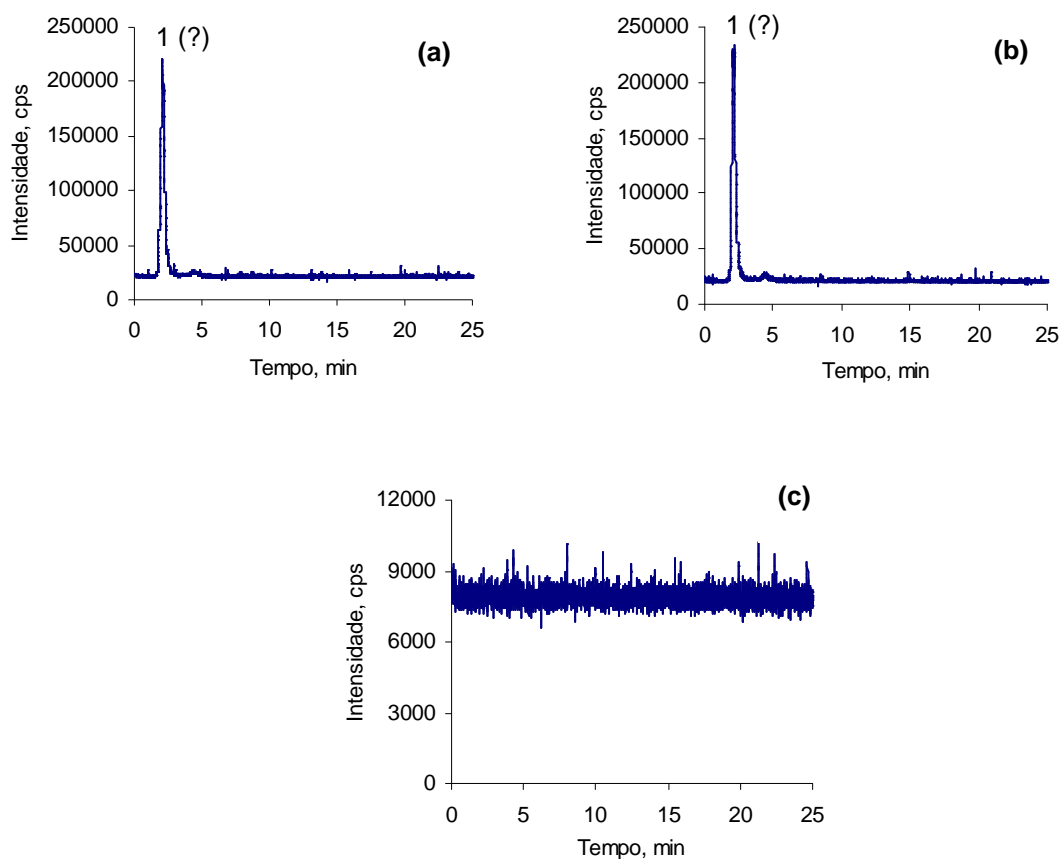 1 (?)
(a)
250000
200000
150000
100000
50000
0
Intensidade, cps
0 5 10 15 20 25
Tempo, min
1 (?)
(b)
250000
200000
150000
100000
50000
0
Intensidade, cps
0 5 10 15 20 25
Tempo, min
(c)
12000
9000
6000
3000
0
Intensidade, cps
0 5 10 15 20 25
Tempo, min